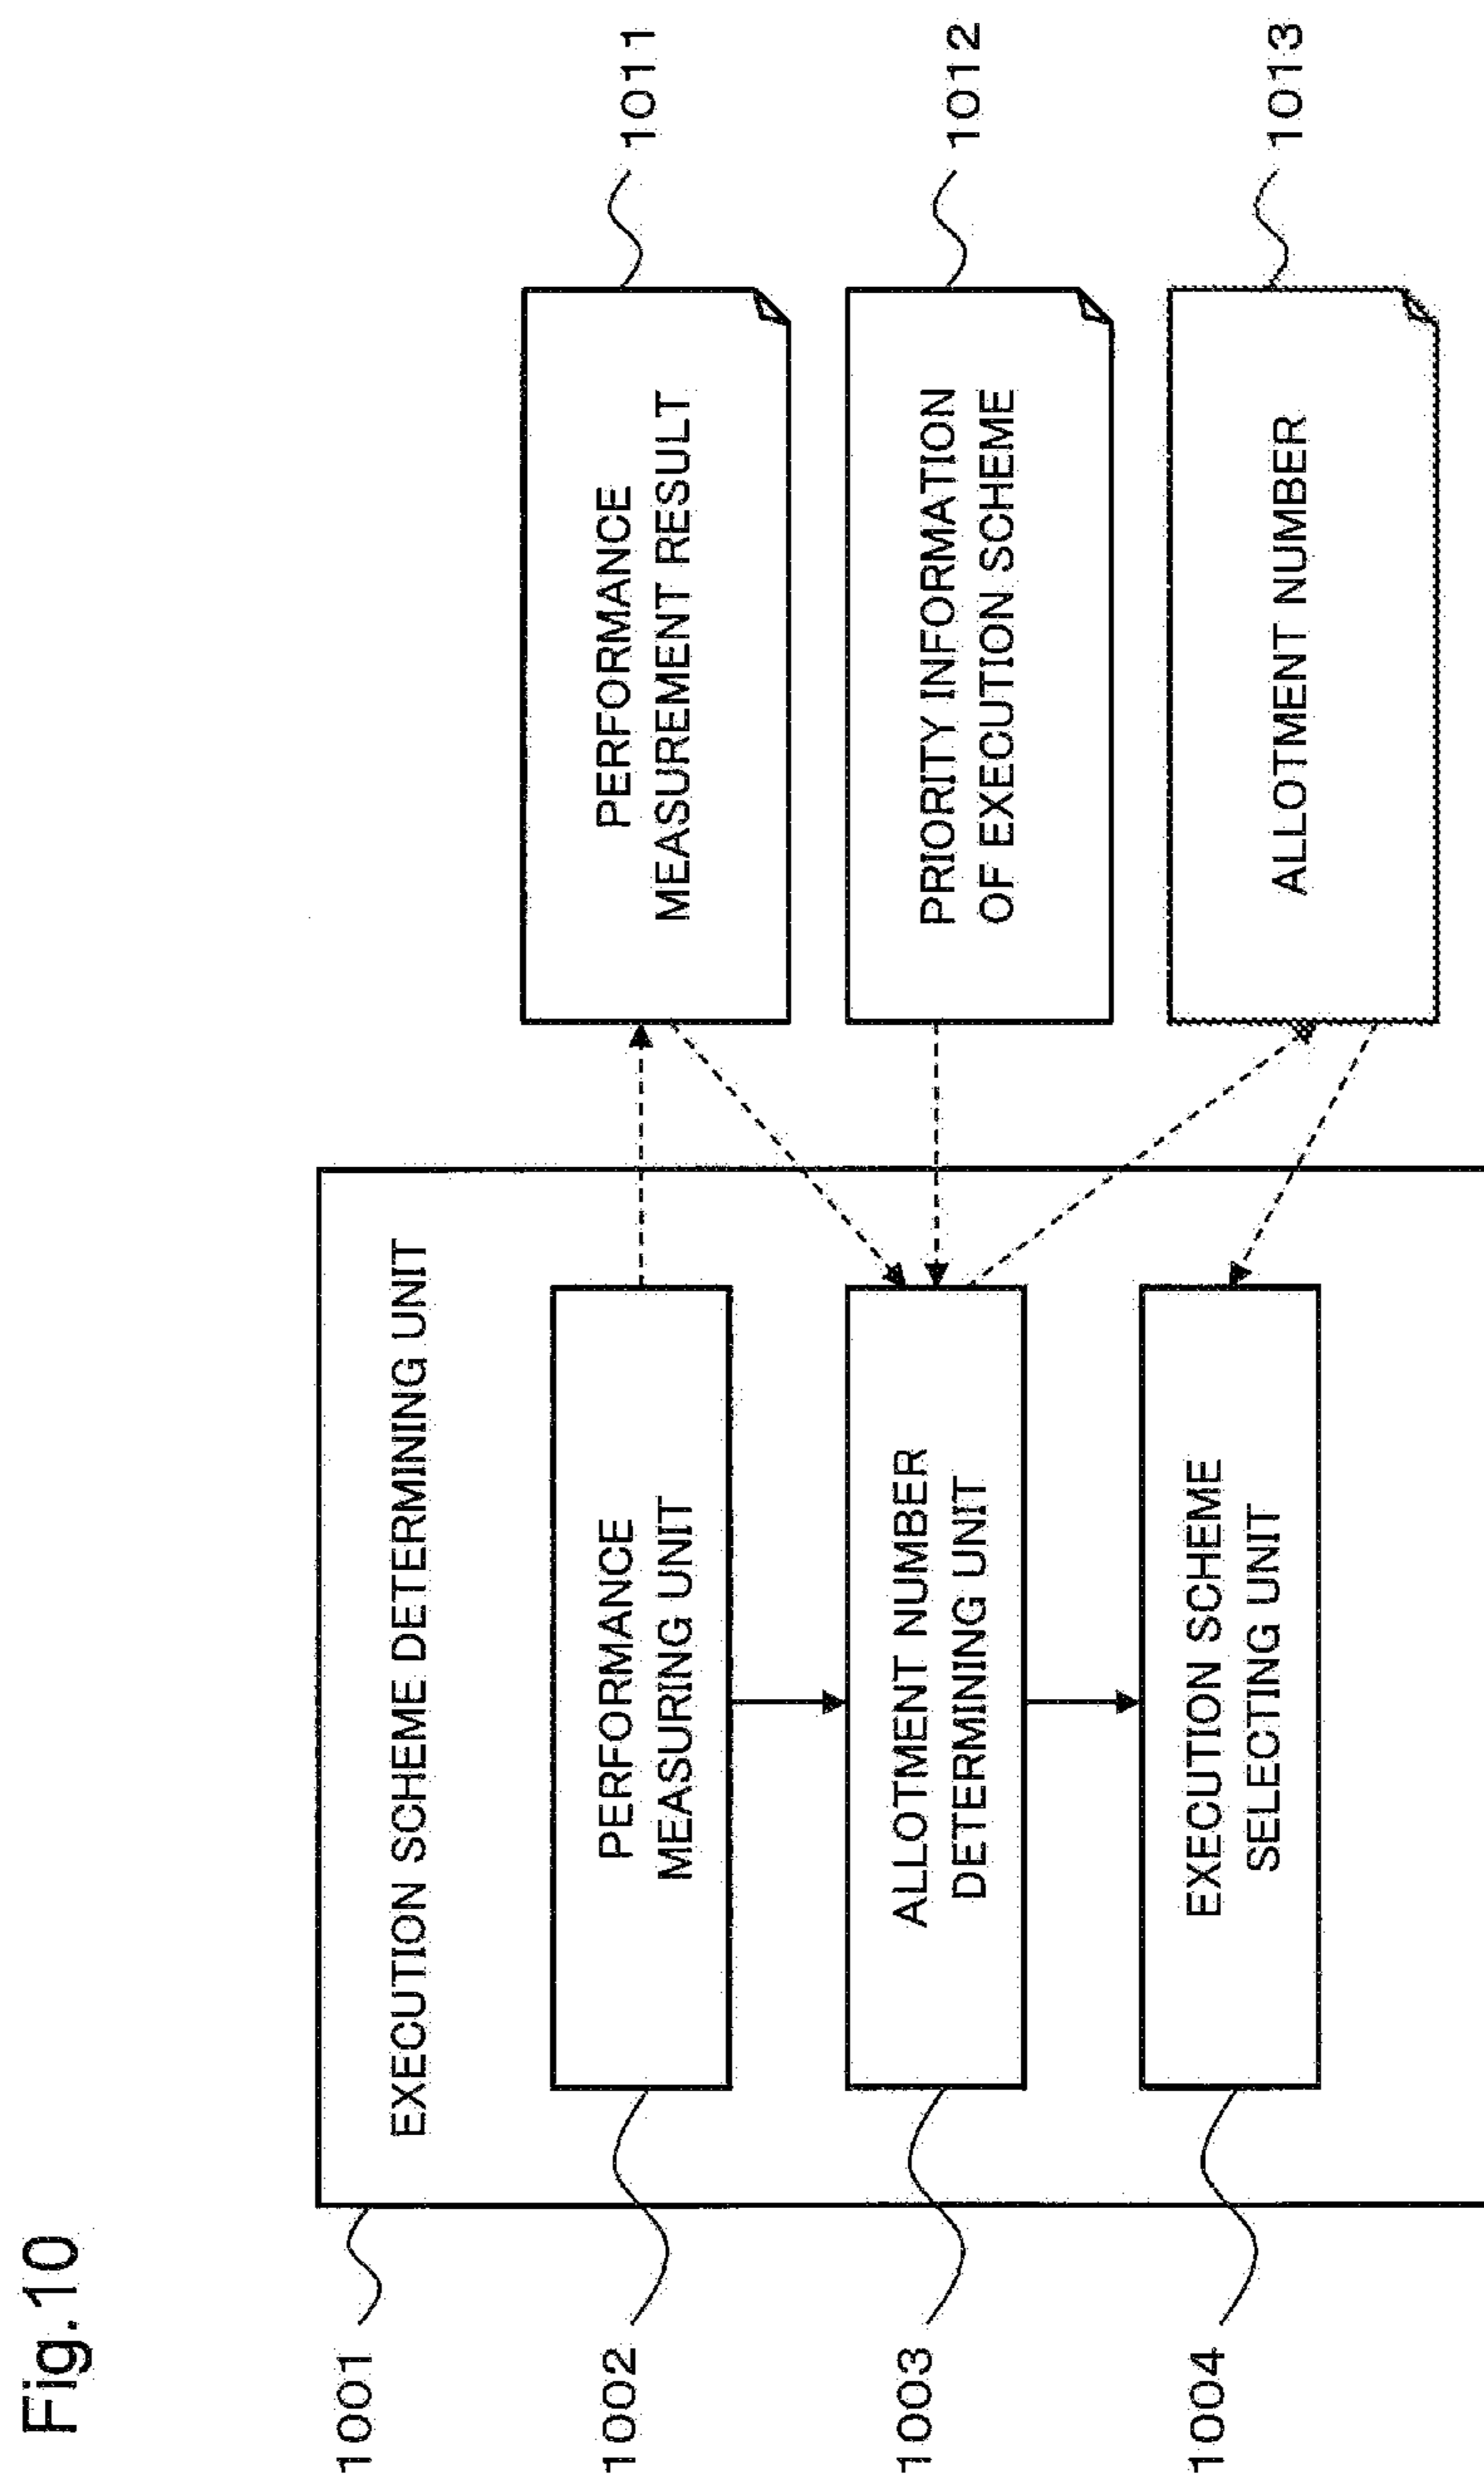 Fig.10
1001
EXECUTION SCHEME DETERMINING UNIT
1002
PERFORMANCE
MEASURING UNIT
PERFORMANCE
MEASUREMENT RESULT
1011
1003
ALLOTMENT NUMBER
DETERMINING UNIT
PRIORITY INFORMATION
OF EXECUTION SCHEME
1012
1004
EXECUTION SCHEME
SELECTING UNIT
ALLOTMENT NUMBER
1013